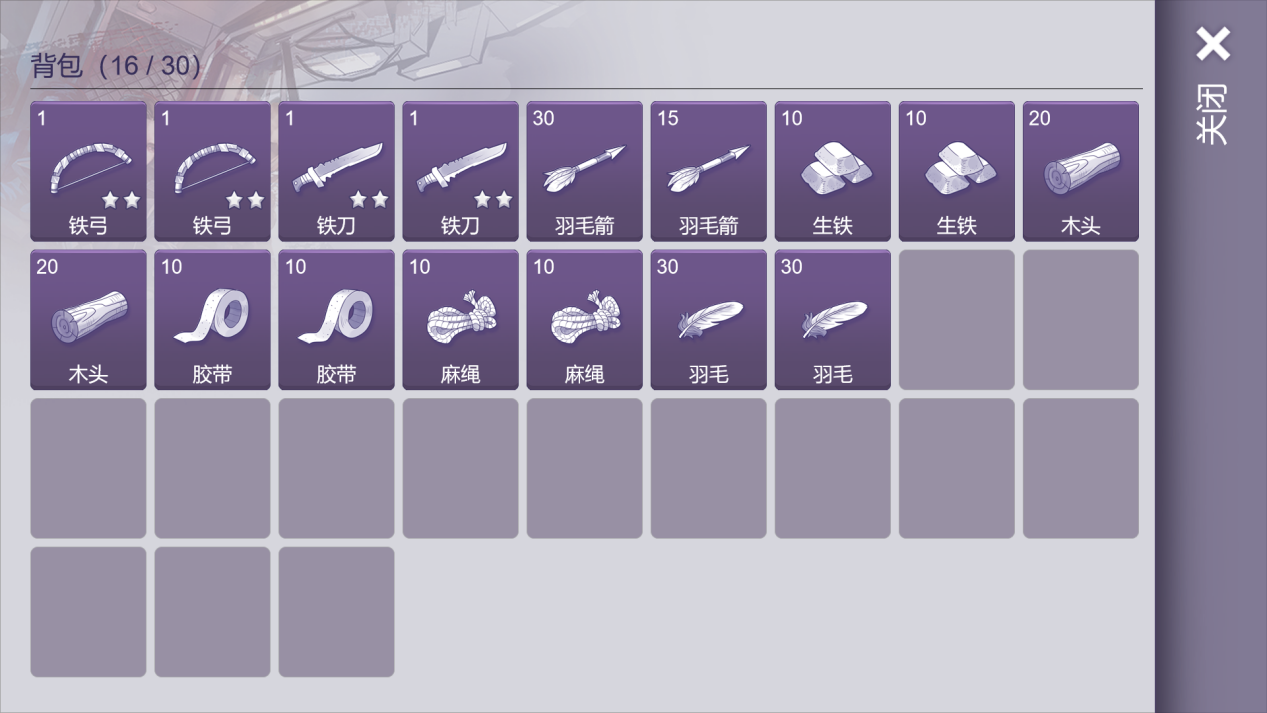 背包（16 / 30）
关闭
1 1 1 1 30 15 10 10 20
铁弓 铁弓 铁刀 铁刀 羽毛箭 羽毛箭 生铁 生铁 木头
20 10 10 10 10 30 30
木头 胶带 胶带 麻绳 麻绳 羽毛 羽毛